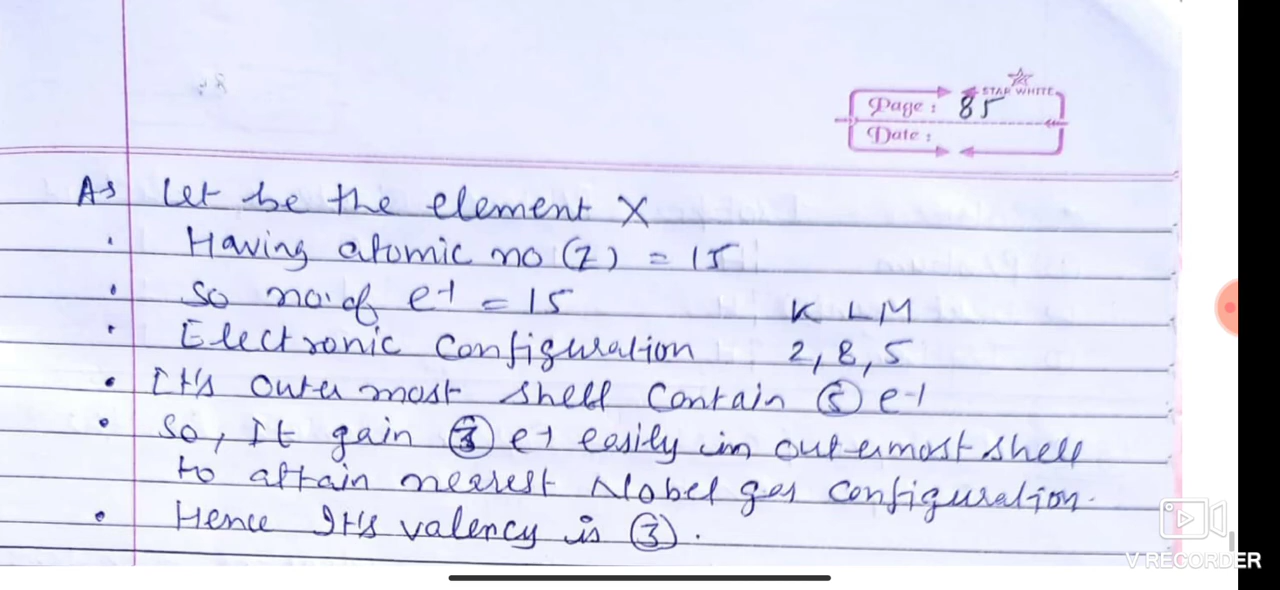 STAR WHITE
Page : 85
Date :
As Let be the element X
· Having atomic no (Z) = 15
· So no. of e-1 = 15 K L M
· Electronic Configuration 2, 8, 5
• It's outermost shell Contain 5 e-1
• So, It gain 3 e-1 easily in outermost shell
to attain nearest Nobel gas configuration.
• Hence It's valency is 3.
V RECORDER